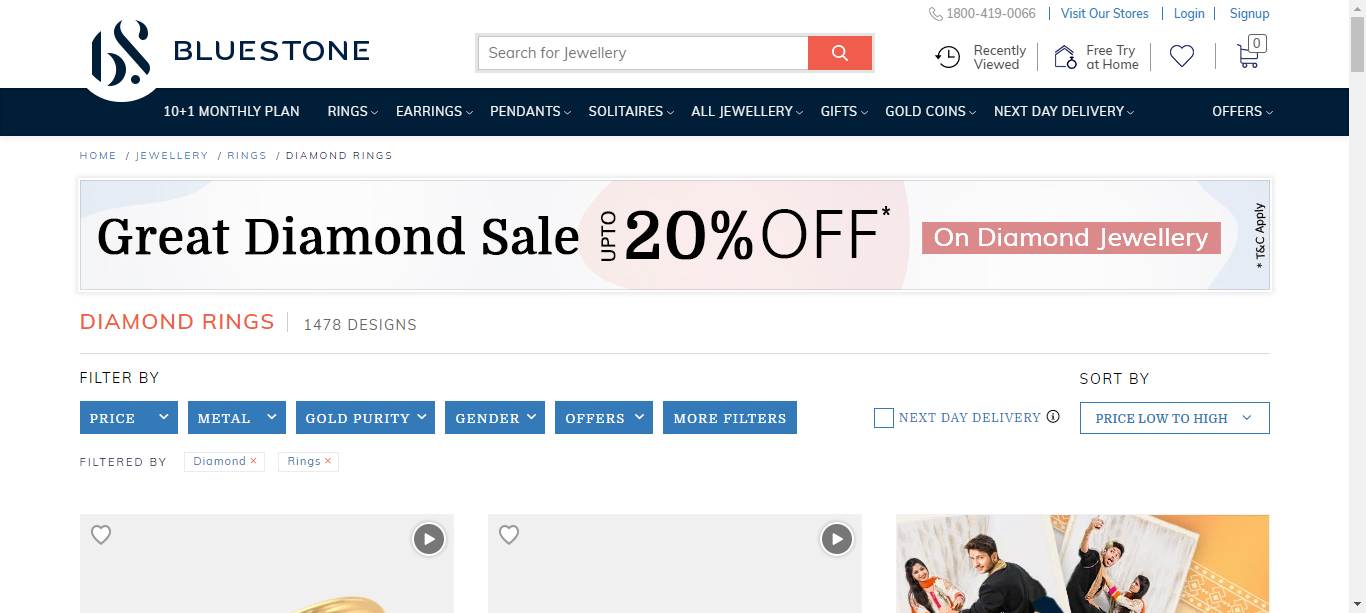 1800-419-0066 | Visit Our Stores | Login | Signup
BLUESTONE
Search for Jewellery
Recently Viewed
Free Try at Home
0
10+1 MONTHLY PLAN RINGS EARRINGS PENDANTS SOLITAIRES ALL JEWELLERY GIFTS GOLD COINS NEXT DAY DELIVERY OFFERS
HOME / JEWELLERY / RINGS / DIAMOND RINGS
Great Diamond Sale UPTO 20% OFF* On Diamond Jewellery * T&C Apply
DIAMOND RINGS | 1478 DESIGNS
FILTER BY
SORT BY
PRICE METAL GOLD PURITY GENDER OFFERS MORE FILTERS NEXT DAY DELIVERY PRICE LOW TO HIGH
FILTERED BY Diamond × Rings ×